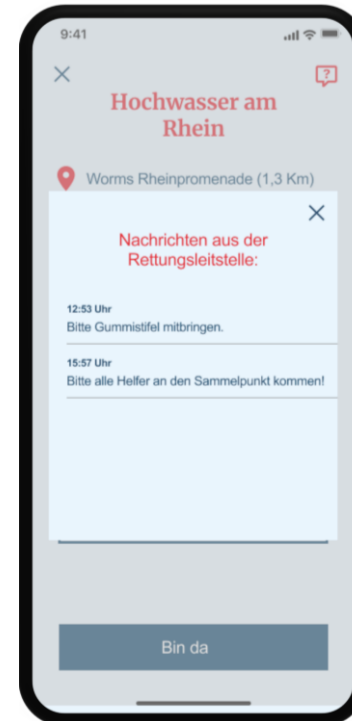 9:41
?
Hochwasser am
Rhein
Worms Rheinpromenade (1,3 Km)
Nachrichten aus der
Rettungsleitstelle:
12:53 Uhr
Bitte Gummistifel mitbringen.
15:57 Uhr
Bitte alle Helfer an den Sammelpunkt kommen!
Bin da